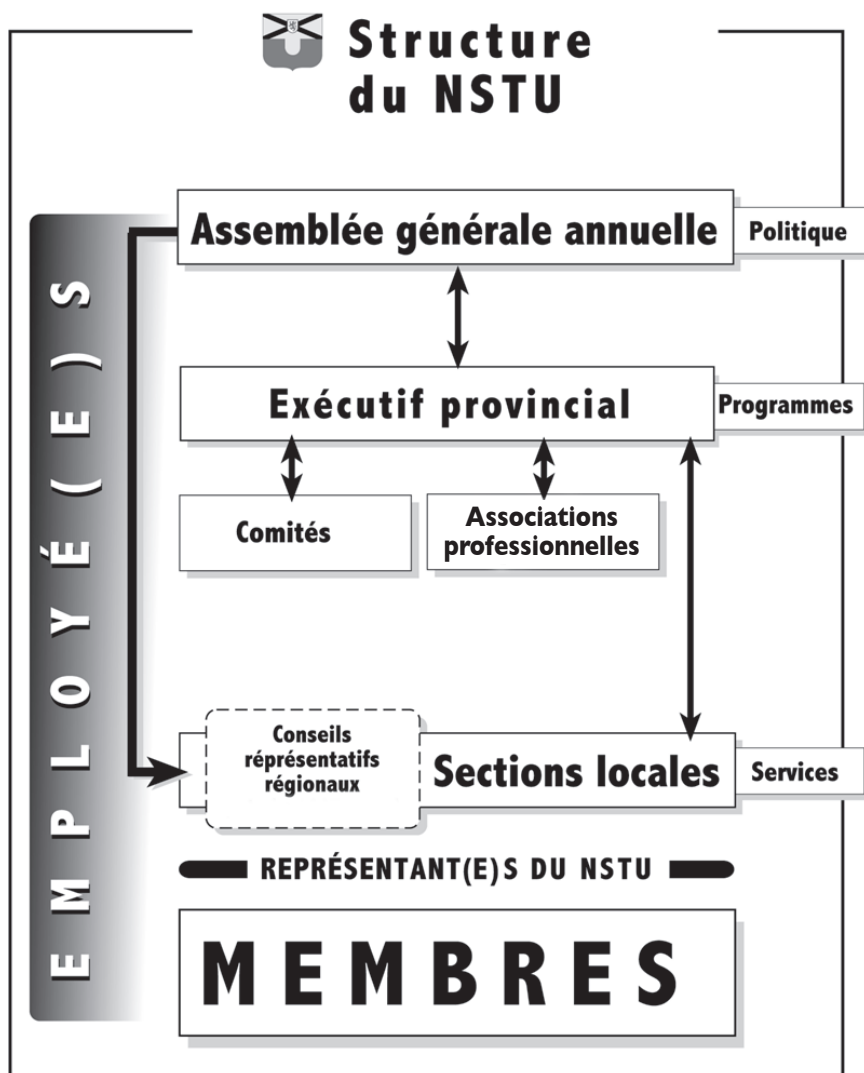 Structure
du NSTU
Assemblée générale annuelle
Politique
Exécutif provincial
Programmes
Comités
Associations
professionnelles
Conseils
réprésentatifs
régionaux
Sections locales
Services
REPRÉSENTANT(E)S DU NSTU
MEMBRES
EMPLOYÉ(E)S